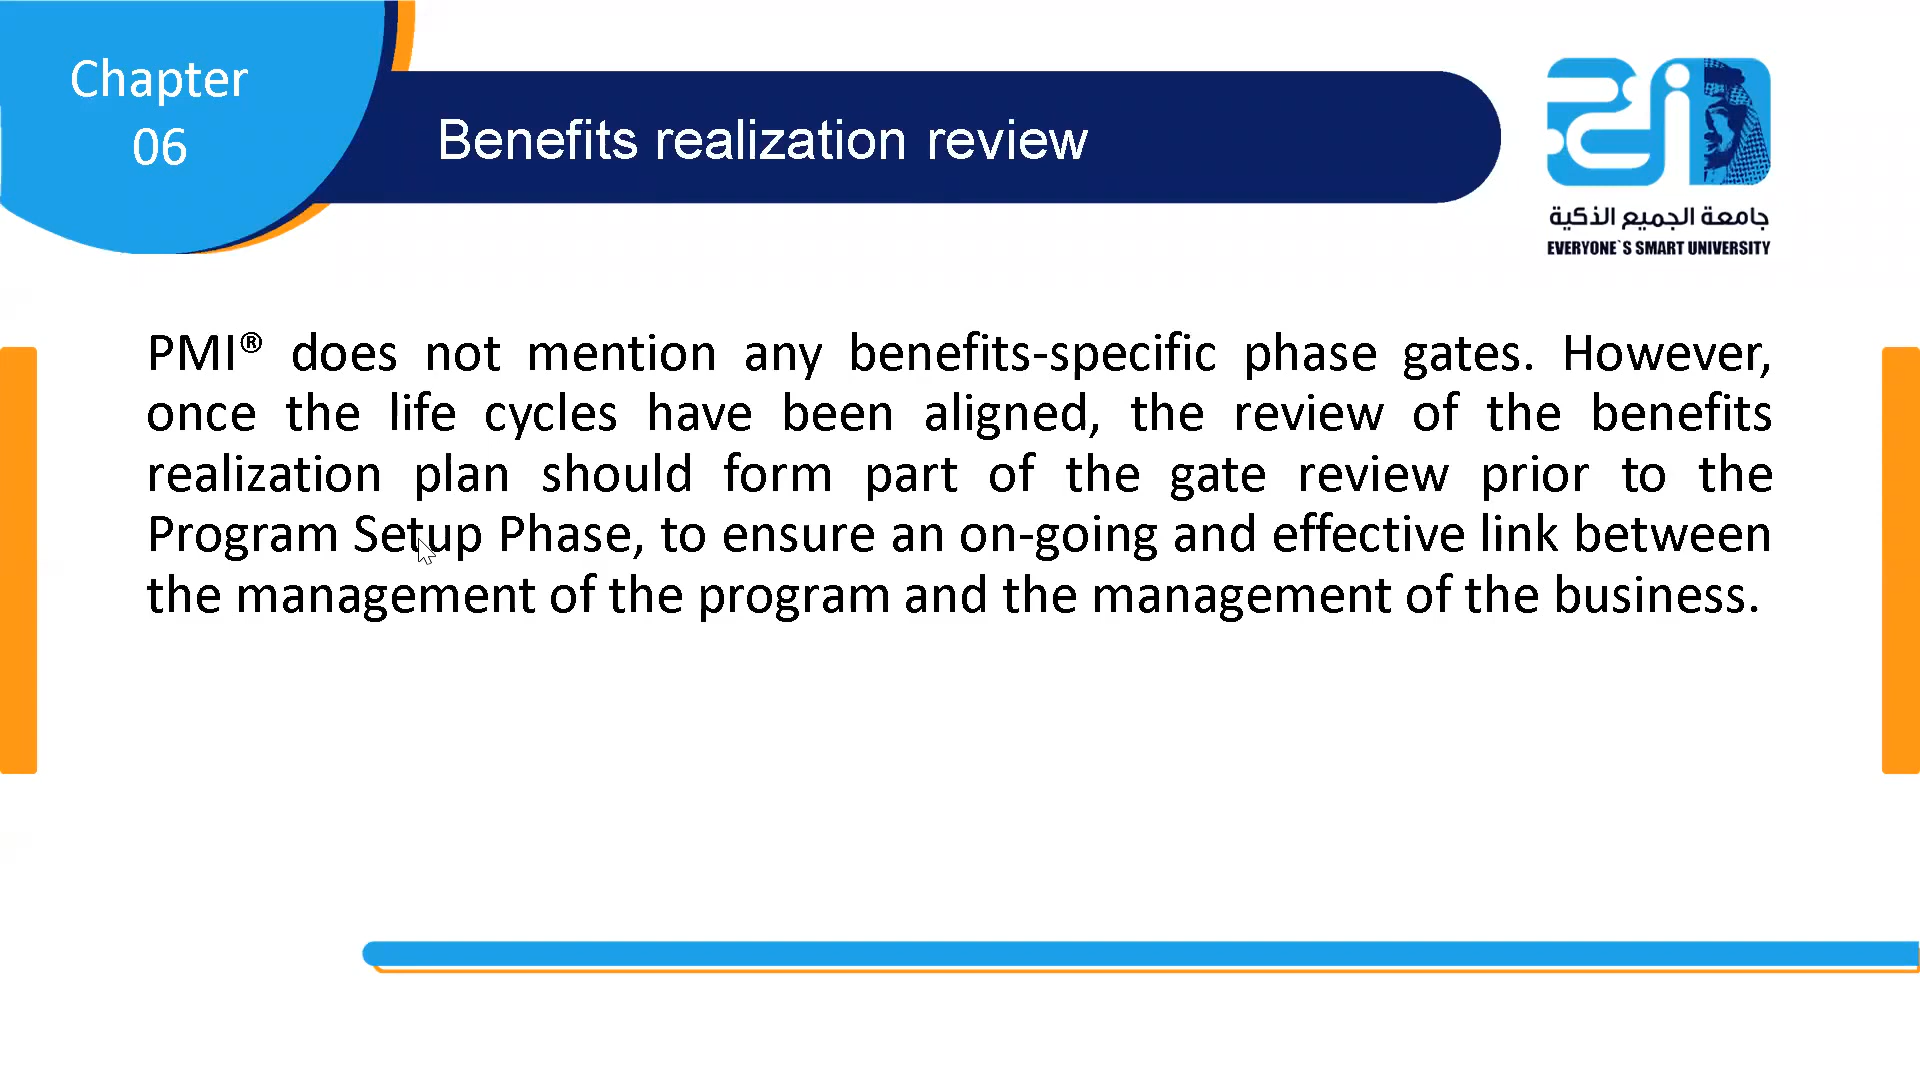 Chapter
06
Benefits realization review
جامعة الجميع الذكية
EVERYONE`S SMART UNIVERSITY
PMI® does not mention any benefits-specific phase gates. However,
once the life cycles have been aligned, the review of the benefits
realization plan should form part of the gate review prior to the
Program Setup Phase, to ensure an on-going and effective link between
the management of the program and the management of the business.